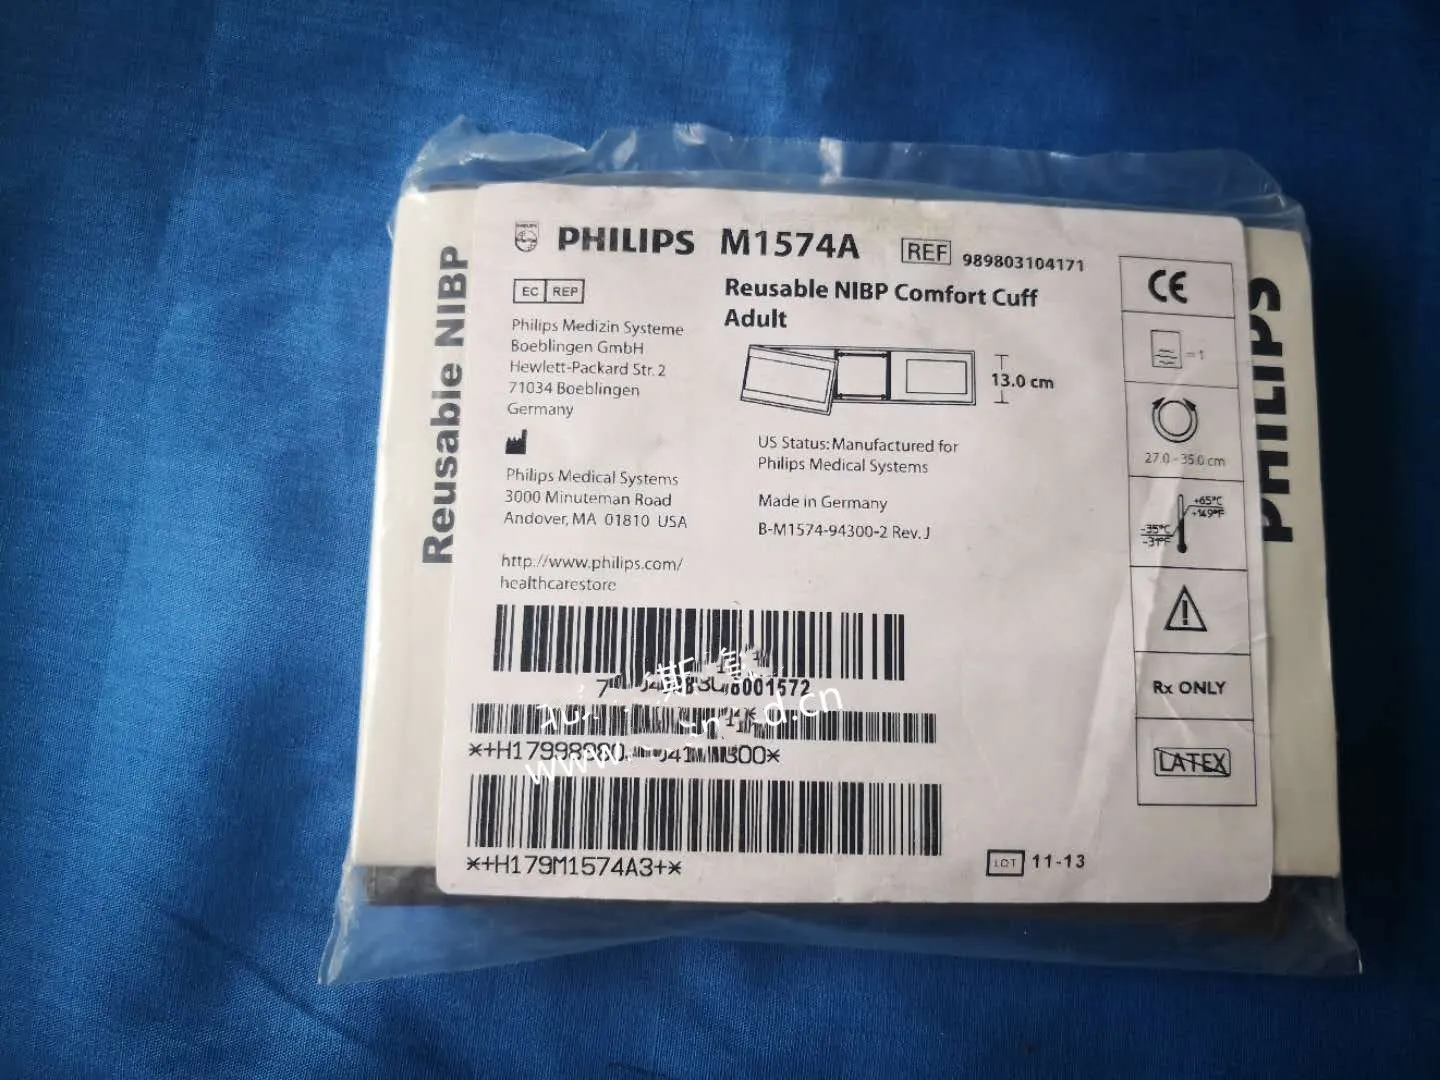 Reusable NIBP
PHILIPS
PHILIPS M1574A
REF 989803104171
Reusable NIBP Comfort Cuff
Adult
13.0 cm
EC REP
Philips Medizin Systeme
Boeblingen GmbH
Hewlett-Packard Str. 2
71034 Boeblingen
Germany
Philips Medical Systems
3000 Minuteman Road
Andover, MA 01810 USA
http://www.philips.com/
healthcarestore
US Status: Manufactured for
Philips Medical Systems
Made in Germany
B-M1574-94300-2 Rev. J
*+H179M1574A3+*
LOT 11-13
CE
=1
27.0 - 35.0 cm
+65°C
+149°F
-35°C
-31°F
Rx ONLY
LATEX